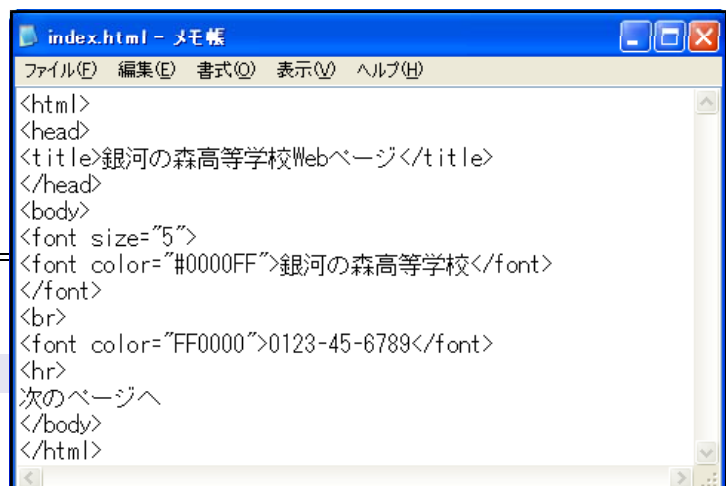 index.html - メモ帳
ファイル(F) 編集(E) 書式(O) 表示(V) ヘルプ(H)
<html>
<head>
<title>銀河の森高等学校Webページ</title>
</head>
<body>
<font size="5">
<font color="#0000FF">銀河の森高等学校</font>
</font>
<br>
<font color="FF0000">0123-45-6789</font>
<hr>
次のページへ
</body>
</html>